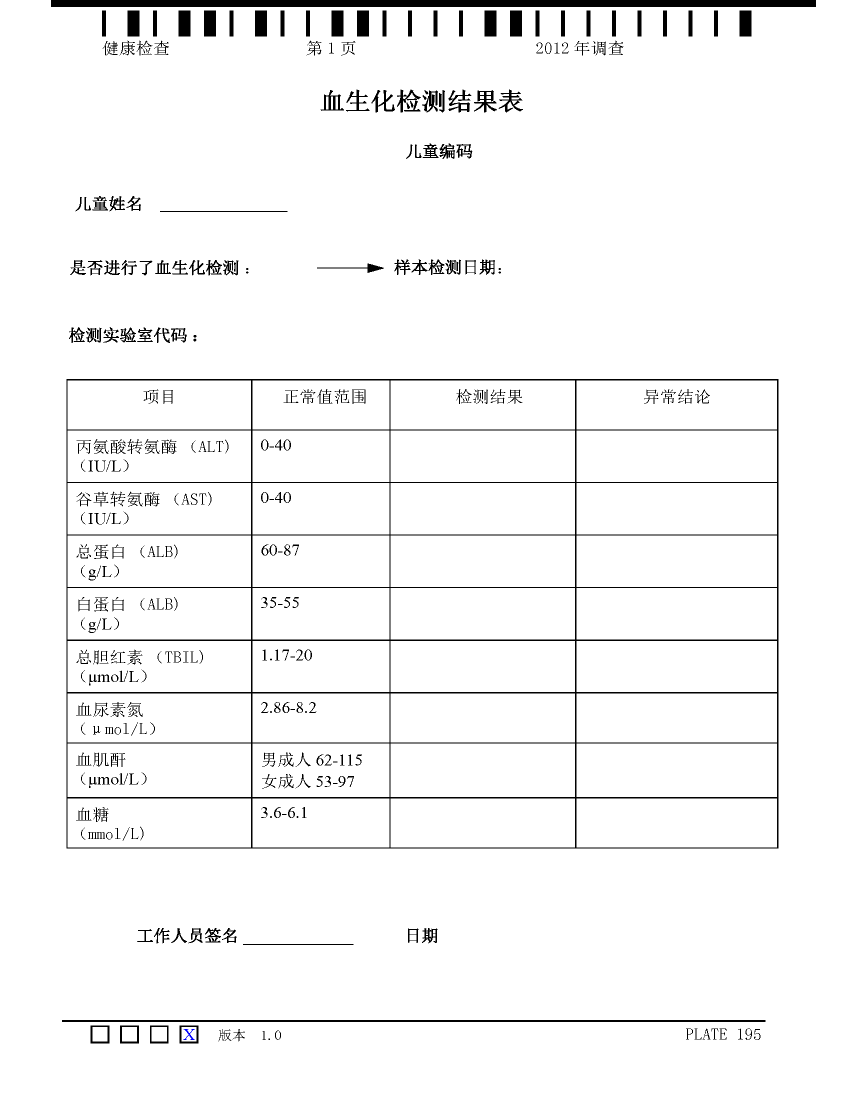 健康检查 第 1 页 2012 年调查
血生化检测结果表
儿童编码
儿童姓名
是否进行了血生化检测： 样本检测日期：
检测实验室代码：
项目 正常值范围 检测结果 异常结论
丙氨酸转氨酶 （ALT) 0-40
（IU/L）
谷草转氨酶 （AST) 0-40
（IU/L）
总蛋白 （ALB) 60-87
（g/L）
白蛋白 （ALB) 35-55
（g/L）
总胆红素 （TBIL) 1.17-20
（μmol/L）
血尿素氮 2.86-8.2
（μmol/L）
血肌酐 男成人 62-115
（μmol/L） 女成人 53-97
血糖 3.6-6.1
（mmol/L)
工作人员签名 日期
X 版本 1.0 PLATE 195